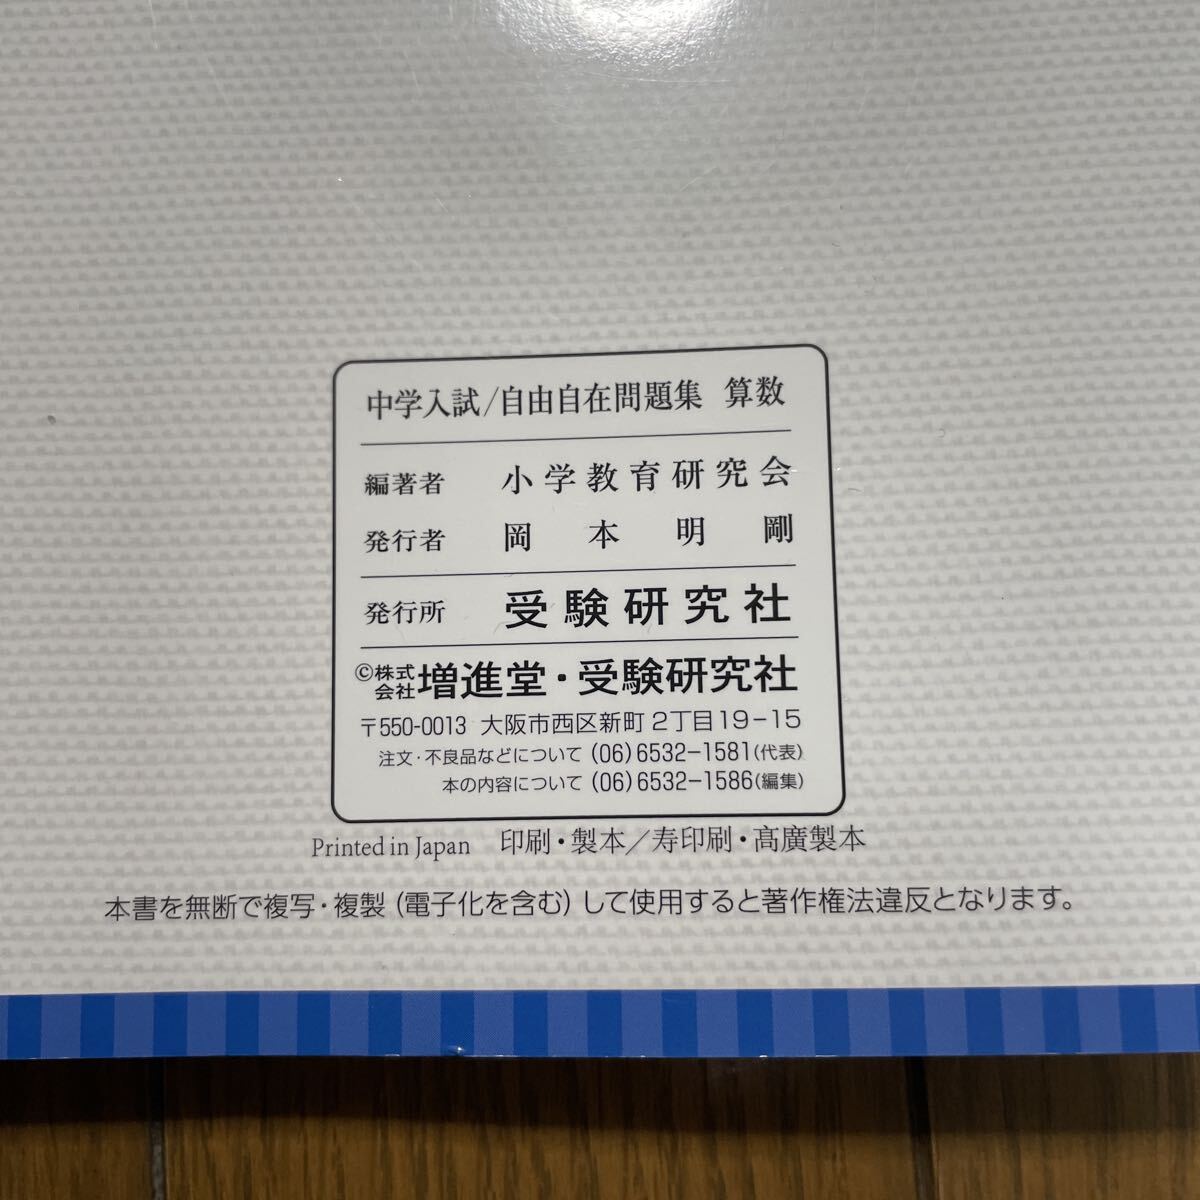 中学入試/自由自在問題集 算数
編著者 小学教育研究会
発行者 岡本明剛
発行所 受験研究社
©株式会社 増進堂・受験研究社
〒550-0013 大阪市西区新町2丁目19-15
注文・不良品などについて (06)6532-1581(代表)
本の内容について (06)6532-1586(編集)
Printed in Japan 印刷・製本/寿印刷・髙廣製本
本書を無断で複写・複製(電子化を含む)して使用すると著作権法違反となります。